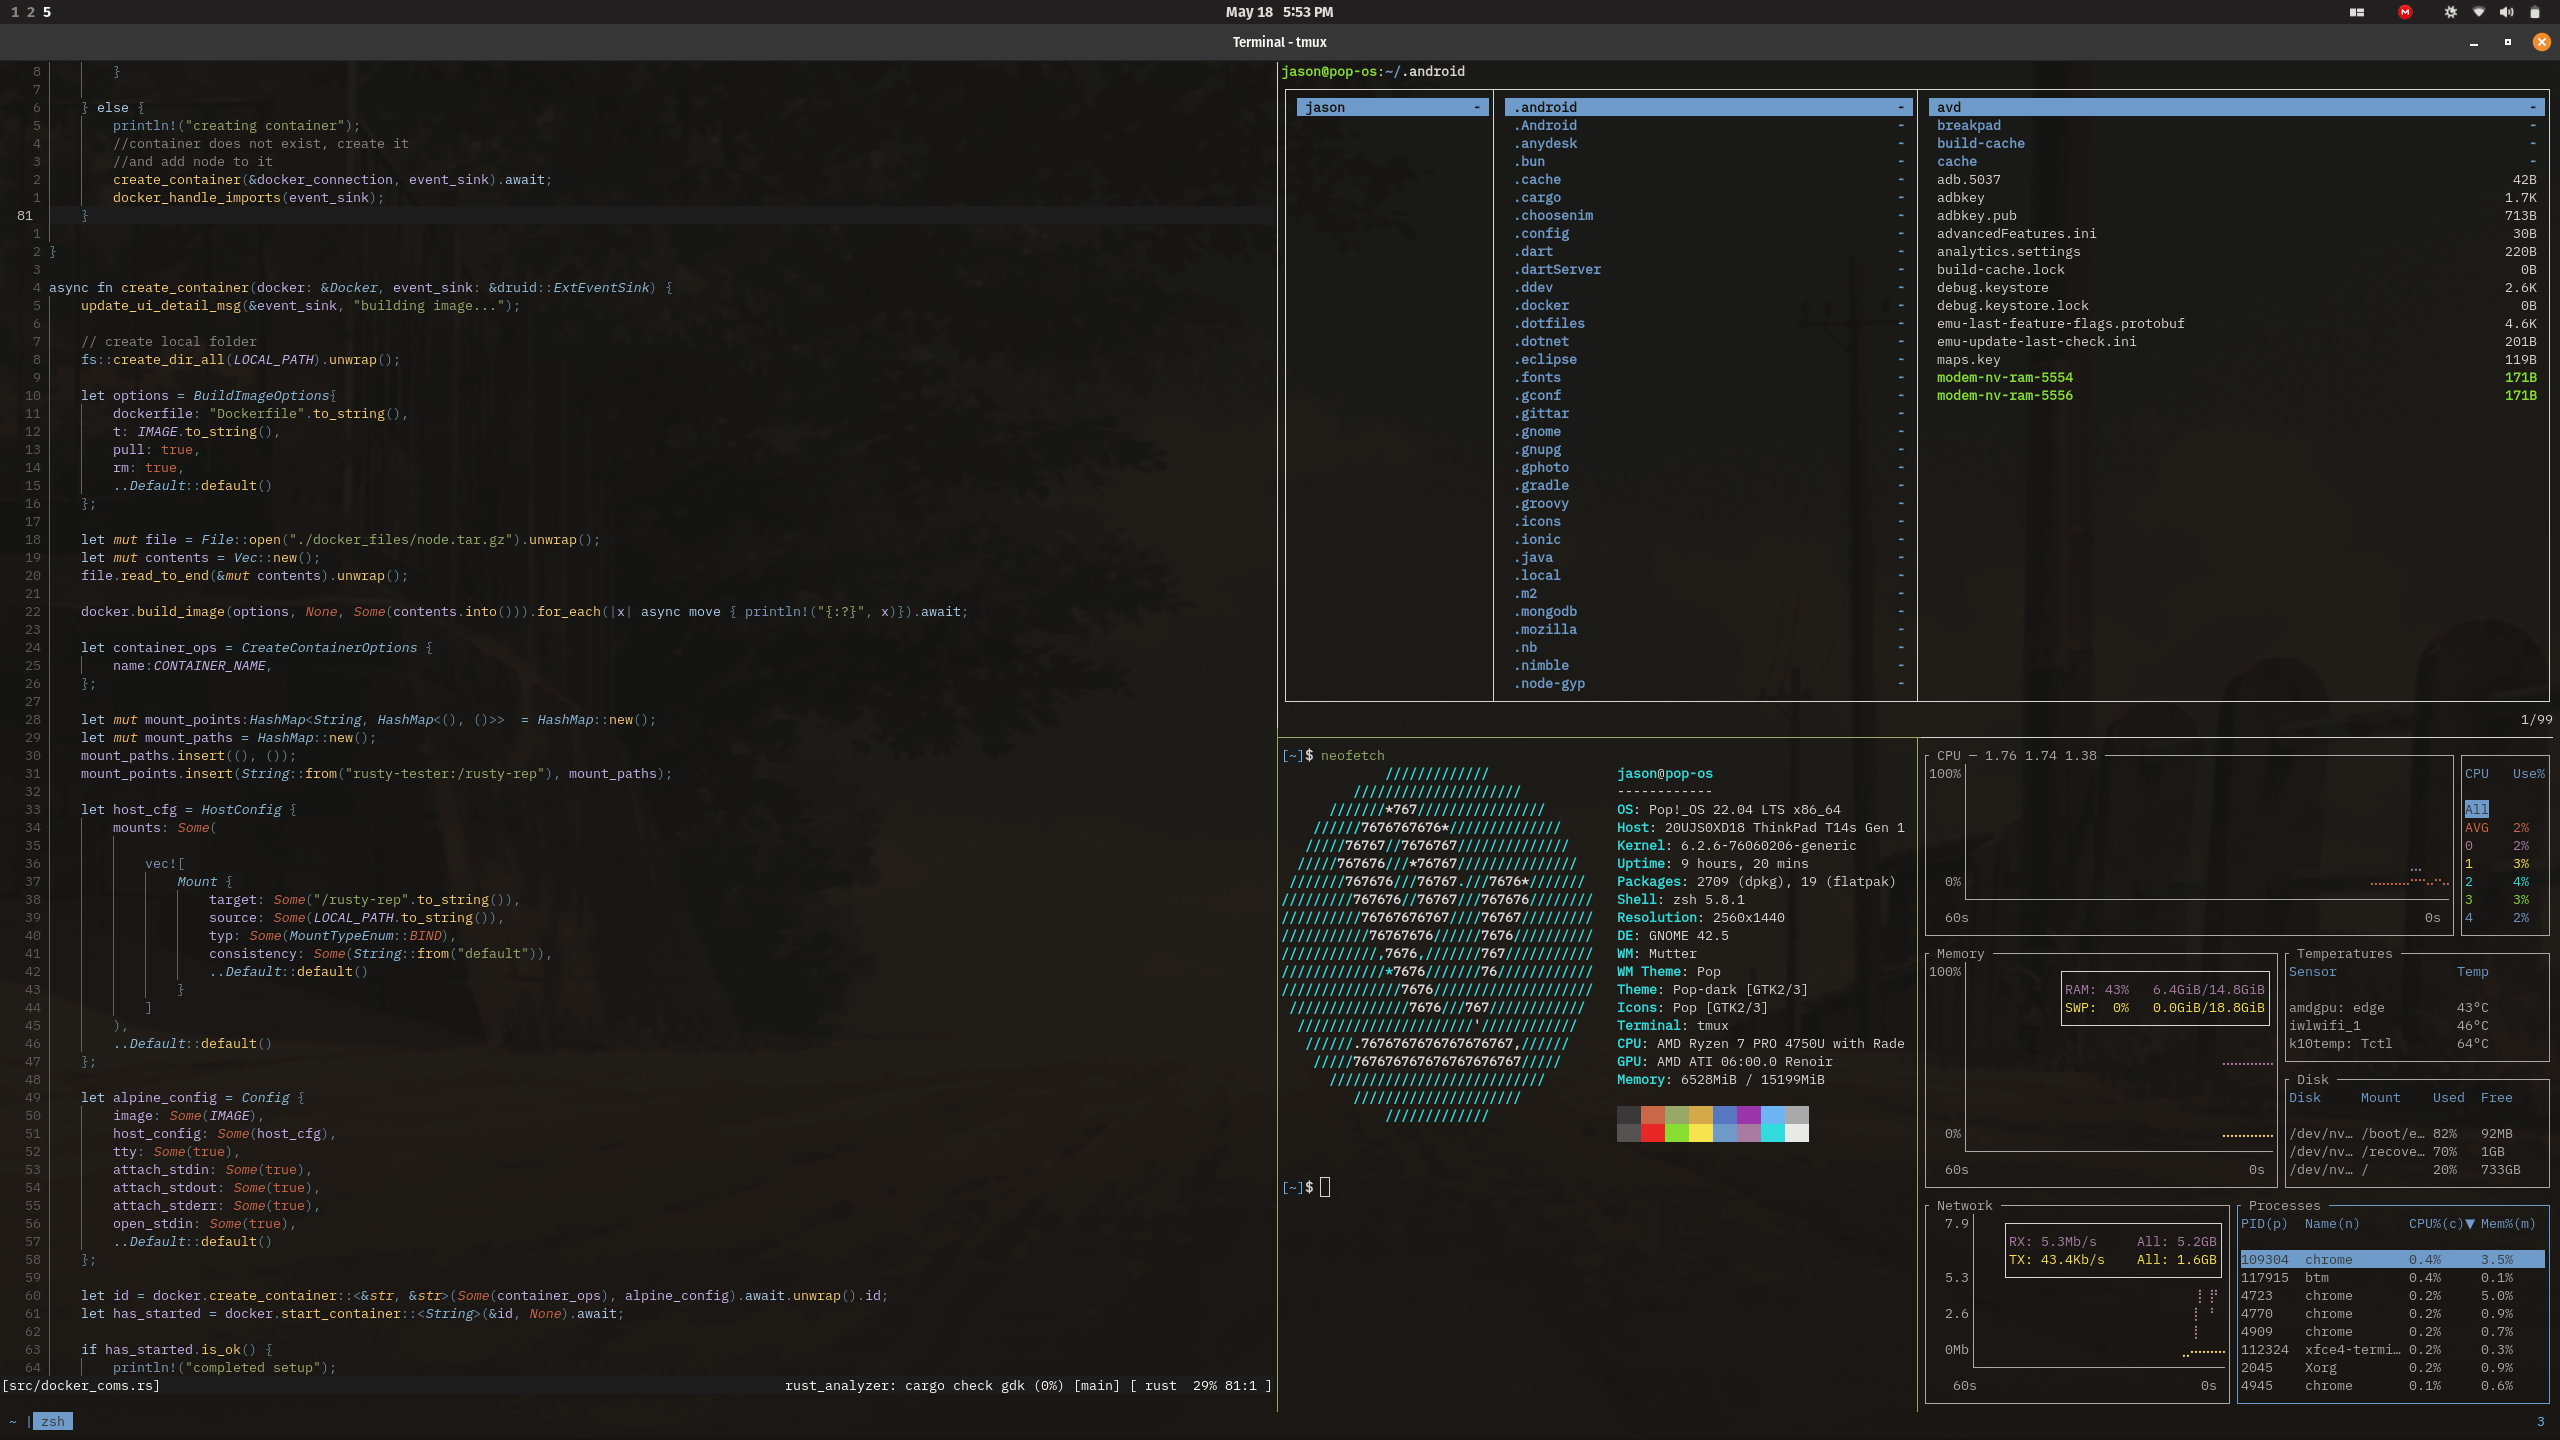 1 2 5
May 18 5:53 PM
Terminal - tmux
8 }
7
6 } else {
5 println!("creating container");
4 //container does not exist, create it
3 //and add node to it
2 create_container(&docker_connection, event_sink).await;
1 docker_handle_imports(event_sink);
81 }
1
2 }
3
4 async fn create_container(docker: &Docker, event_sink: &druid::ExtEventSink) {
5 update_ui_detail_msg(&event_sink, "building image...");
6
7 // create local folder
8 fs::create_dir_all(LOCAL_PATH).unwrap();
9
10 let options = BuildImageOptions{
11 dockerfile: "Dockerfile".to_string(),
12 t: IMAGE.to_string(),
13 pull: true,
14 rm: true,
15 ..Default::default()
16 };
17
18 let mut file = File::open("./docker_files/node.tar.gz").unwrap();
19 let mut contents = Vec::new();
20 file.read_to_end(&mut contents).unwrap();
21
22 docker.build_image(options, None, Some(contents.into())).for_each(|x| async move { println!("{:?}", x)}).await;
23
24 let container_ops = CreateContainerOptions {
25 name:CONTAINER_NAME,
26 };
27
28 let mut mount_points:HashMap<String, HashMap<(), ()>> = HashMap::new();
29 let mut mount_paths = HashMap::new();
30 mount_paths.insert((), ());
31 mount_points.insert(String::from("rusty-tester:/rusty-rep"), mount_paths);
32
33 let host_cfg = HostConfig {
34 mounts: Some(
35
36 vec![
37 Mount {
38 target: Some("/rusty-rep".to_string()),
39 source: Some(LOCAL_PATH.to_string()),
40 typ: Some(MountTypeEnum::BIND),
41 consistency: Some(String::from("default")),
42 ..Default::default()
43 }
44 ]
45 ),
46 ..Default::default()
47 };
48
49 let alpine_config = Config {
50 image: Some(IMAGE),
51 host_config: Some(host_cfg),
52 tty: Some(true),
53 attach_stdin: Some(true),
54 attach_stdout: Some(true),
55 attach_stderr: Some(true),
56 open_stdin: Some(true),
57 ..Default::default()
58 };
59
60 let id = docker.create_container::<&str, &str>(Some(container_ops), alpine_config).await.unwrap().id;
61 let has_started = docker.start_container::<String>(&id, None).await;
62
63 if has_started.is_ok() {
64 println!("completed setup");
[src/docker_coms.rs] rust_analyzer: cargo check gdk (0%) [main] [ rust 29% 81:1 ]
~ | zsh
jason@pop-os:~/.android
jason -
.android -
.Android -
.anydesk -
.bun -
.cache -
.cargo -
.choosenim -
.config -
.dart -
.dartServer -
.ddev -
.docker -
.dotfiles -
.dotnet -
.eclipse -
.fonts -
.gconf -
.gittar -
.gnome -
.gnupg -
.gphoto -
.gradle -
.groovy -
.icons -
.ionic -
.java -
.local -
.m2 -
.mongodb -
.mozilla -
.nb -
.nimble -
.node-gyp -
avd -
breakpad -
build-cache -
cache -
adb.5037 42B
adbkey 1.7K
adbkey.pub 713B
advancedFeatures.ini 30B
analytics.settings 220B
build-cache.lock 0B
debug.keystore 2.6K
debug.keystore.lock 0B
emu-last-feature-flags.protobuf 4.6K
emu-update-last-check.ini 201B
maps.key 119B
modem-nv-ram-5554 171B
modem-nv-ram-5556 171B
1/99
[~]$ neofetch
/////////////
/////////////////////
///////*767////////////////
//////7676767676*//////////////
/////76767//7676767//////////////
/////767676///*76767///////////////
///////767676///76767.///7676*///////
/////////767676//76767///767676////////
//////////76767676767////76767/////////
///////////76767676//////7676//////////
////////////,7676,///////767///////////
/////////////*7676///////76////////////
///////////////7676////////////////////
///////////////7676///767////////////
//////////////////////'////////////
//////.7676767676767676767,//////
/////767676767676767676767/////
///////////////////////////
/////////////////////
/////////////
jason@pop-os
------------
OS: Pop!_OS 22.04 LTS x86_64
Host: 20UJS0XD18 ThinkPad T14s Gen 1
Kernel: 6.2.6-76060206-generic
Uptime: 9 hours, 20 mins
Packages: 2709 (dpkg), 19 (flatpak)
Shell: zsh 5.8.1
Resolution: 2560x1440
DE: GNOME 42.5
WM: Mutter
WM Theme: Pop
Theme: Pop-dark [GTK2/3]
Icons: Pop [GTK2/3]
Terminal: tmux
CPU: AMD Ryzen 7 PRO 4750U with Rade
GPU: AMD ATI 06:00.0 Renoir
Memory: 6528MiB / 15199MiB
[~]$
CPU — 1.76 1.74 1.38
100%
0%
60s 0s
CPU Use%
All
AVG 2%
0 2%
1 3%
2 4%
3 3%
4 2%
Memory
100%
RAM: 43% 6.4GiB/14.8GiB
SWP: 0% 0.0GiB/18.8GiB
0%
60s 0s
Temperatures
Sensor Temp
amdgpu: edge 43°C
iwlwifi_1 46°C
k10temp: Tctl 64°C
Disk
Disk Mount Used Free
/dev/nv… /boot/e… 82% 92MB
/dev/nv… /recove… 70% 1GB
/dev/nv… / 20% 733GB
Network
7.9
RX: 5.3Mb/s All: 5.2GB
TX: 43.4Kb/s All: 1.6GB
5.3
2.6
0Mb
60s 0s
Processes
PID(p) Name(n) CPU%(c)▼ Mem%(m)
109304 chrome 0.4% 3.5%
117915 btm 0.4% 0.1%
4723 chrome 0.2% 5.0%
4770 chrome 0.2% 0.9%
4909 chrome 0.2% 0.7%
112324 xfce4-termi… 0.2% 0.3%
2045 Xorg 0.2% 0.9%
4945 chrome 0.1% 0.6%
3